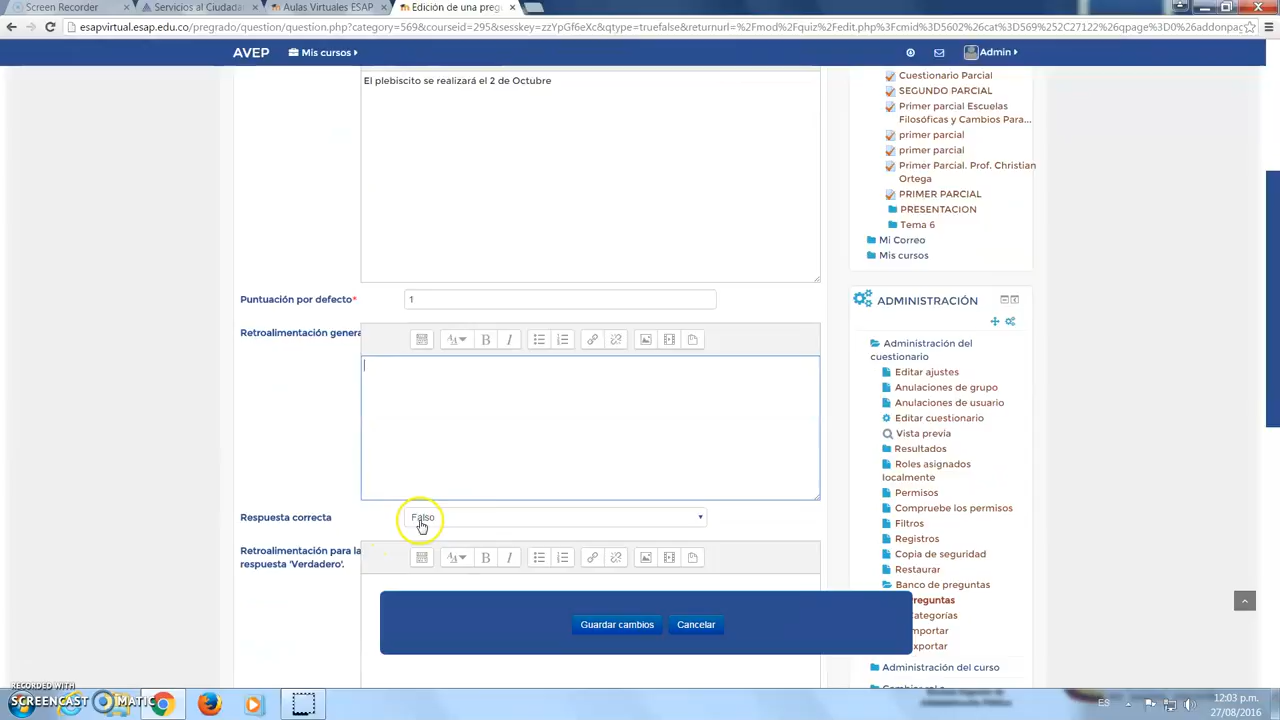 Screen Recorder
Servicios al Ciudada
Aulas Virtuales ESAP
Edición de una preg
espavirtual.esap.edu.co/pregrado/question/question.php?category=569&courseid=295&sesskey=zzYpGf6eXc&qtype=truefalse&returnurl=%2Fmod%2Fquiz%2Fedit.php%3Fcmid%3D5602%26cat%3D569%252C27122%26qpage%3D0%26addonpag
AVEP
Mis cursos
Admin
El plebiscito se realizará el 2 de Octubre
Puntuación por defecto*
1
Retroalimentación genera
Respuesta correcta
Falso
Retroalimentación para la
respuesta 'Verdadero'.
Guardar cambios
Cancelar
Cuestionario Parcial
SEGUNDO PARCIAL
Primer parcial Escuelas
Filosóficas y Cambios Para...
primer parcial
primer parcial
Primer Parcial. Prof. Christian
Ortega
PRIMER PARCIAL
PRESENTACION
Tema 6
Mi Correo
Mis cursos
ADMINISTRACIÓN
Administración del
cuestionario
Editar ajustes
Anulaciones de grupo
Anulaciones de usuario
Editar cuestionario
Vista previa
Resultados
Roles asignados
localmente
Permisos
Compruebe los permisos
Filtros
Registros
Copia de seguridad
Restaurar
Banco de preguntas
reguntas
ategorías
mportar
xportar
Administración del curso
RECORDED WITH
SCREENCAST MATIC
ES
12:03 p.m.
27/08/2016